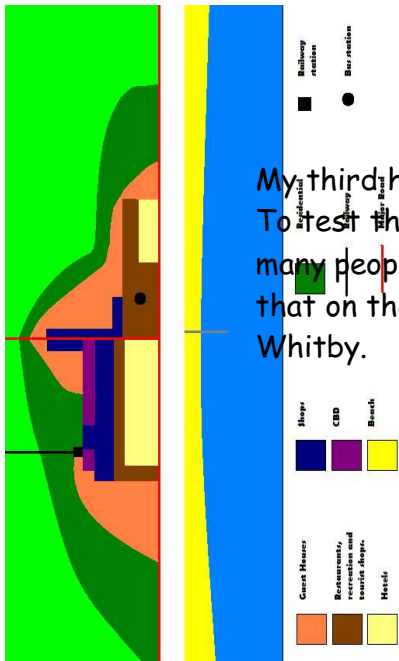 Railway
station
Bus station
My third h
To test th
many peop
that on th
Whitby.
Residential
Railway
Major Road
Shops
CBD
Beach
Guest Houses
Restaurants,
recreation and
tourist shops.
Hotels